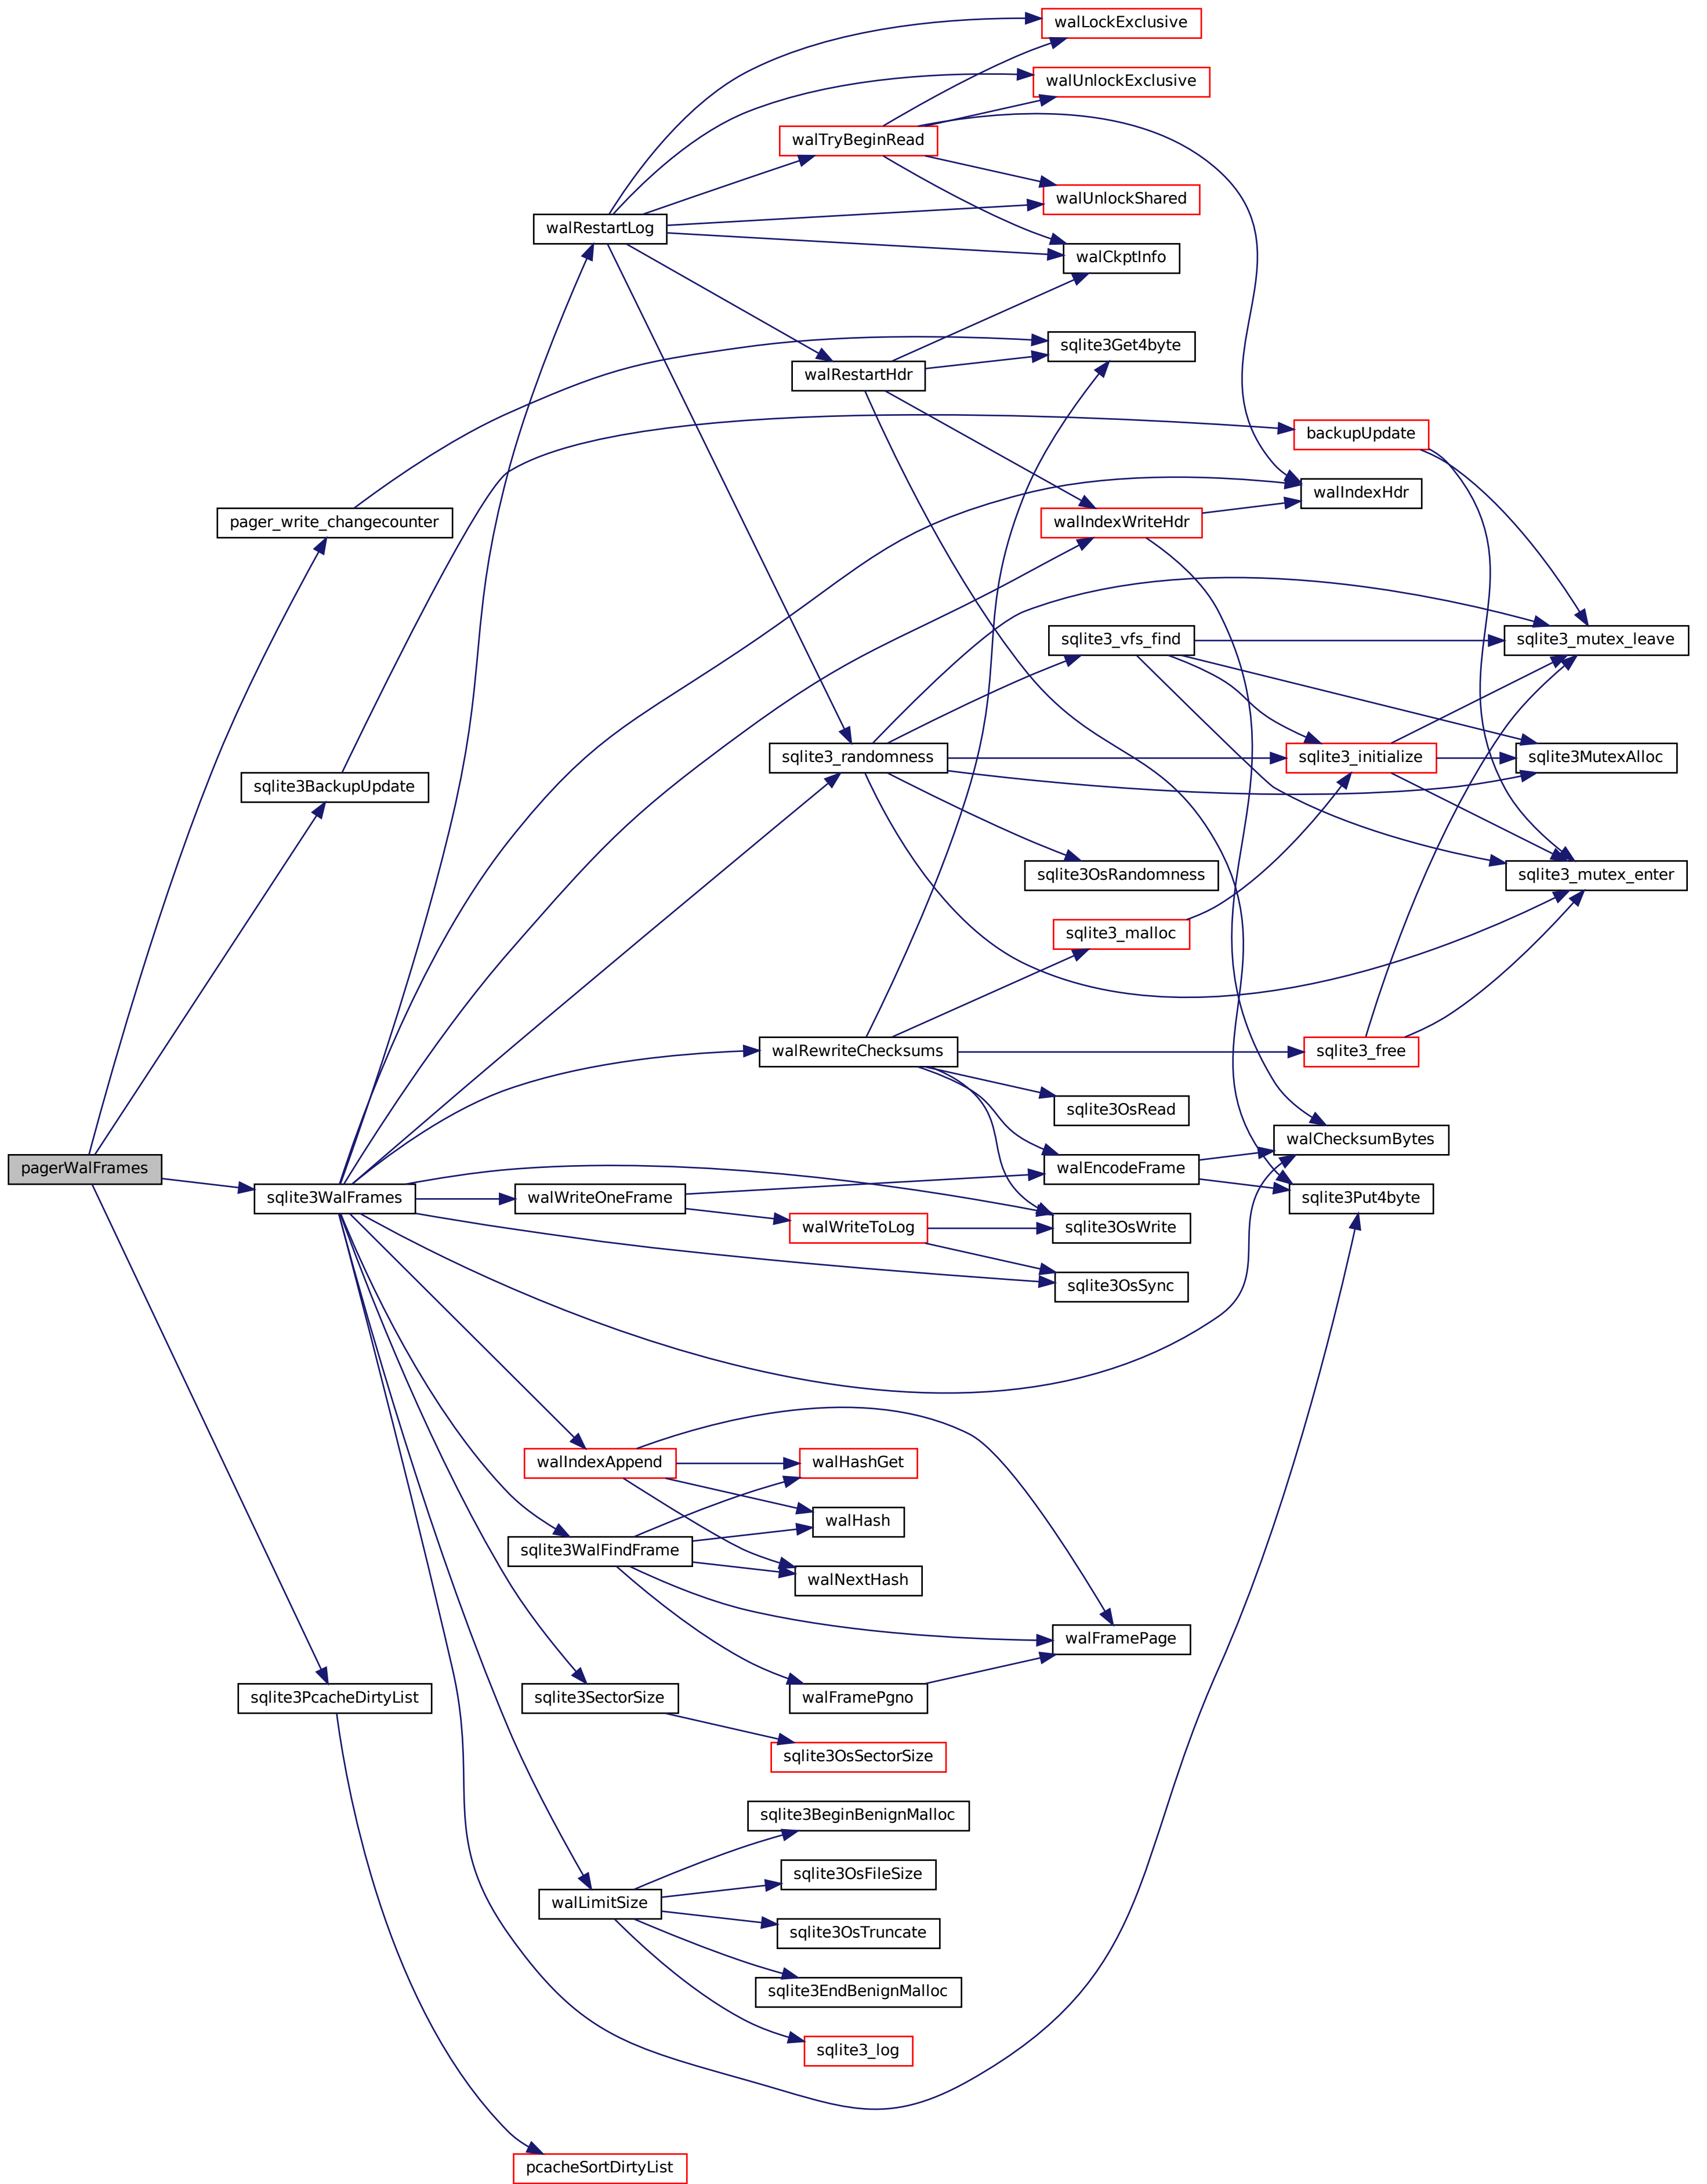 walLockExclusive
walUnlockExclusive
walTryBeginRead
walUnlockShared
walRestartLog
walCkptInfo
sqlite3Get4byte
walRestartHdr
backupUpdate
walIndexHdr
pager_write_changecounter
walIndexWriteHdr
sqlite3_vfs_find
sqlite3_mutex_leave
sqlite3_randomness
sqlite3_initialize
sqlite3MutexAlloc
sqlite3BackupUpdate
sqlite3OsRandomness
sqlite3_mutex_enter
sqlite3_malloc
walRewriteChecksums
sqlite3_free
sqlite3OsRead
walChecksumBytes
pagerWalFrames
walEncodeFrame
sqlite3WalFrames
walWriteOneFrame
sqlite3Put4byte
walWriteToLog
sqlite3OsWrite
sqlite3OsSync
walIndexAppend
walHashGet
walHash
sqlite3WalFindFrame
walNextHash
walFramePage
sqlite3PcacheDirtyList
sqlite3SectorSize
walFramePgno
sqlite3OsSectorSize
sqlite3BeginBenignMalloc
sqlite3OsFileSize
walLimitSize
sqlite3OsTruncate
sqlite3EndBenignMalloc
sqlite3_log
pcacheSortDirtyList